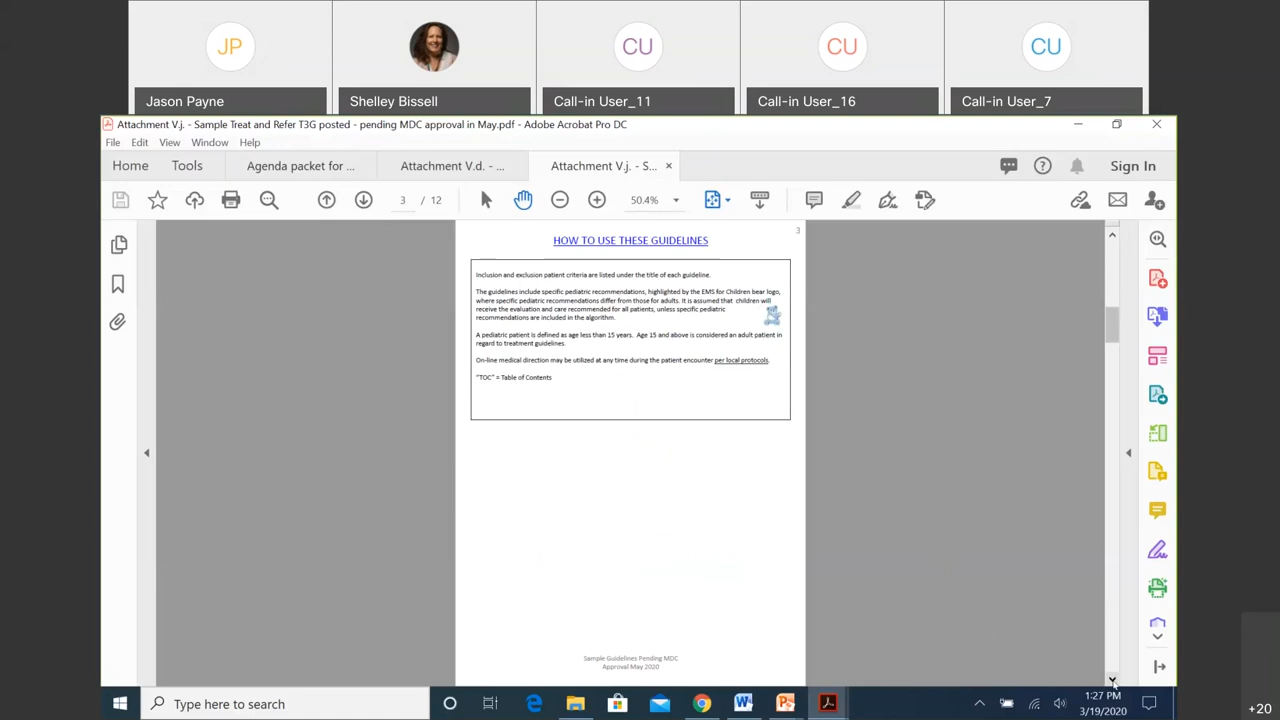 JP
CU
CU
CU
Jason Payne
Shelley Bissell
Call-in User_11
Call-in User_16
Call-in User_7
Attachment V.j. - Sample Treat and Refer T3G posted - pending MDC approval in May.pdf - Adobe Acrobat Pro DC
File Edit View Window Help
Home Tools Agenda packet for ... Attachment V.d. - ... Attachment V.j. - S... × Sign In
3 / 12 50.4%
3
HOW TO USE THESE GUIDELINES
Inclusion and exclusion patient criteria are listed under the title of each guideline.
The guidelines include specific pediatric recommendations, highlighted by the EMS for Children bear logo,
where specific pediatric recommendations differ from those for adults. It is assumed that children will
receive the evaluation and care recommended for all patients, unless specific pediatric
recommendations are included in the algorithm.
A pediatric patient is defined as age less than 15 years. Age 15 and above is considered an adult patient in
regard to treatment guidelines.
On-line medical direction may be utilized at any time during the patient encounter per local protocols.
"TOC" = Table of Contents
Sample Guidelines Pending MDC
Approval May 2020
Type here to search
1:27 PM
3/19/2020
+20